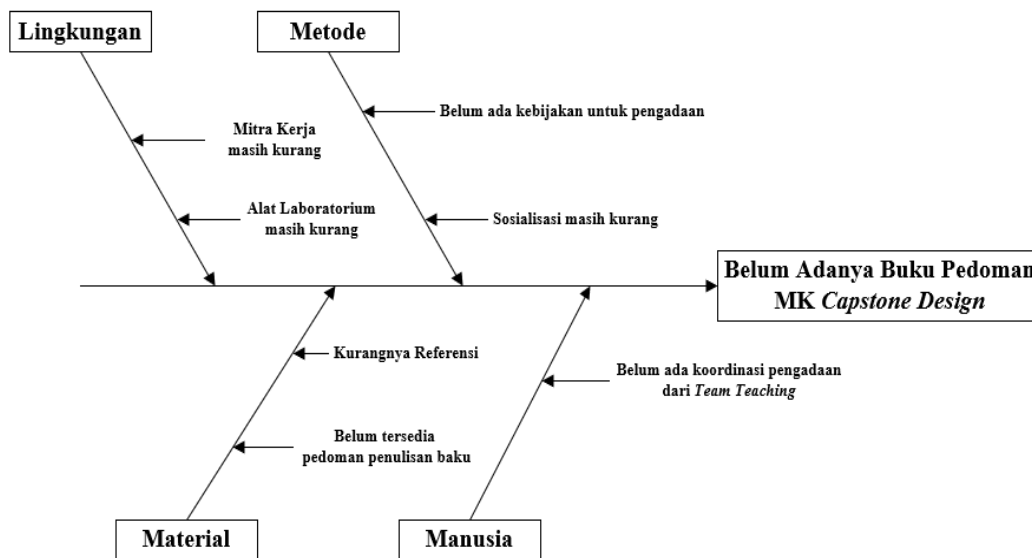 Lingkungan
Metode
Belum ada kebijakan untuk pengadaan
Mitra Kerja
masih kurang
Alat Laboratorium
masih kurang
Sosialisasi masih kurang
Belum Adanya Buku Pedoman
MK Capstone Design
Kurangnya Referensi
Belum ada koordinasi pengadaan
dari Team Teaching
Belum tersedia
pedoman penulisan baku
Material
Manusia